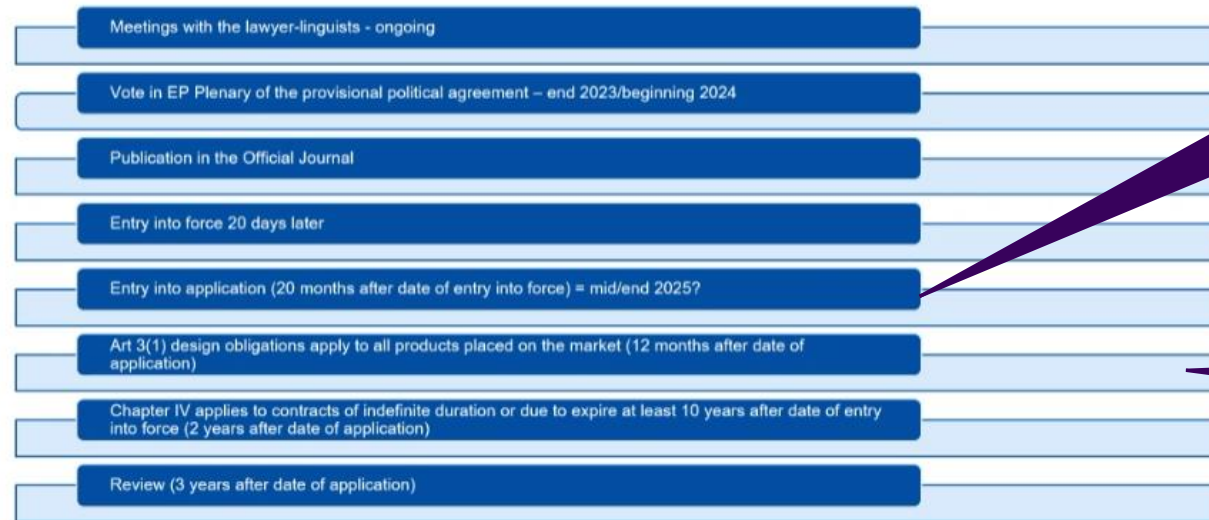 Meetings with the lawyer-linguists - ongoing
Vote in EP Plenary of the provisional political agreement – end 2023/beginning 2024
Publication in the Official Journal
Entry into force 20 days later
Entry into application (20 months after date of entry into force) = mid/end 2025?
Art 3(1) design obligations apply to all products placed on the market (12 months after date of
application)
Chapter IV applies to contracts of indefinite duration or due to expire at least 10 years after date of entry
into force (2 years after date of application)
Review (3 years after date of application)